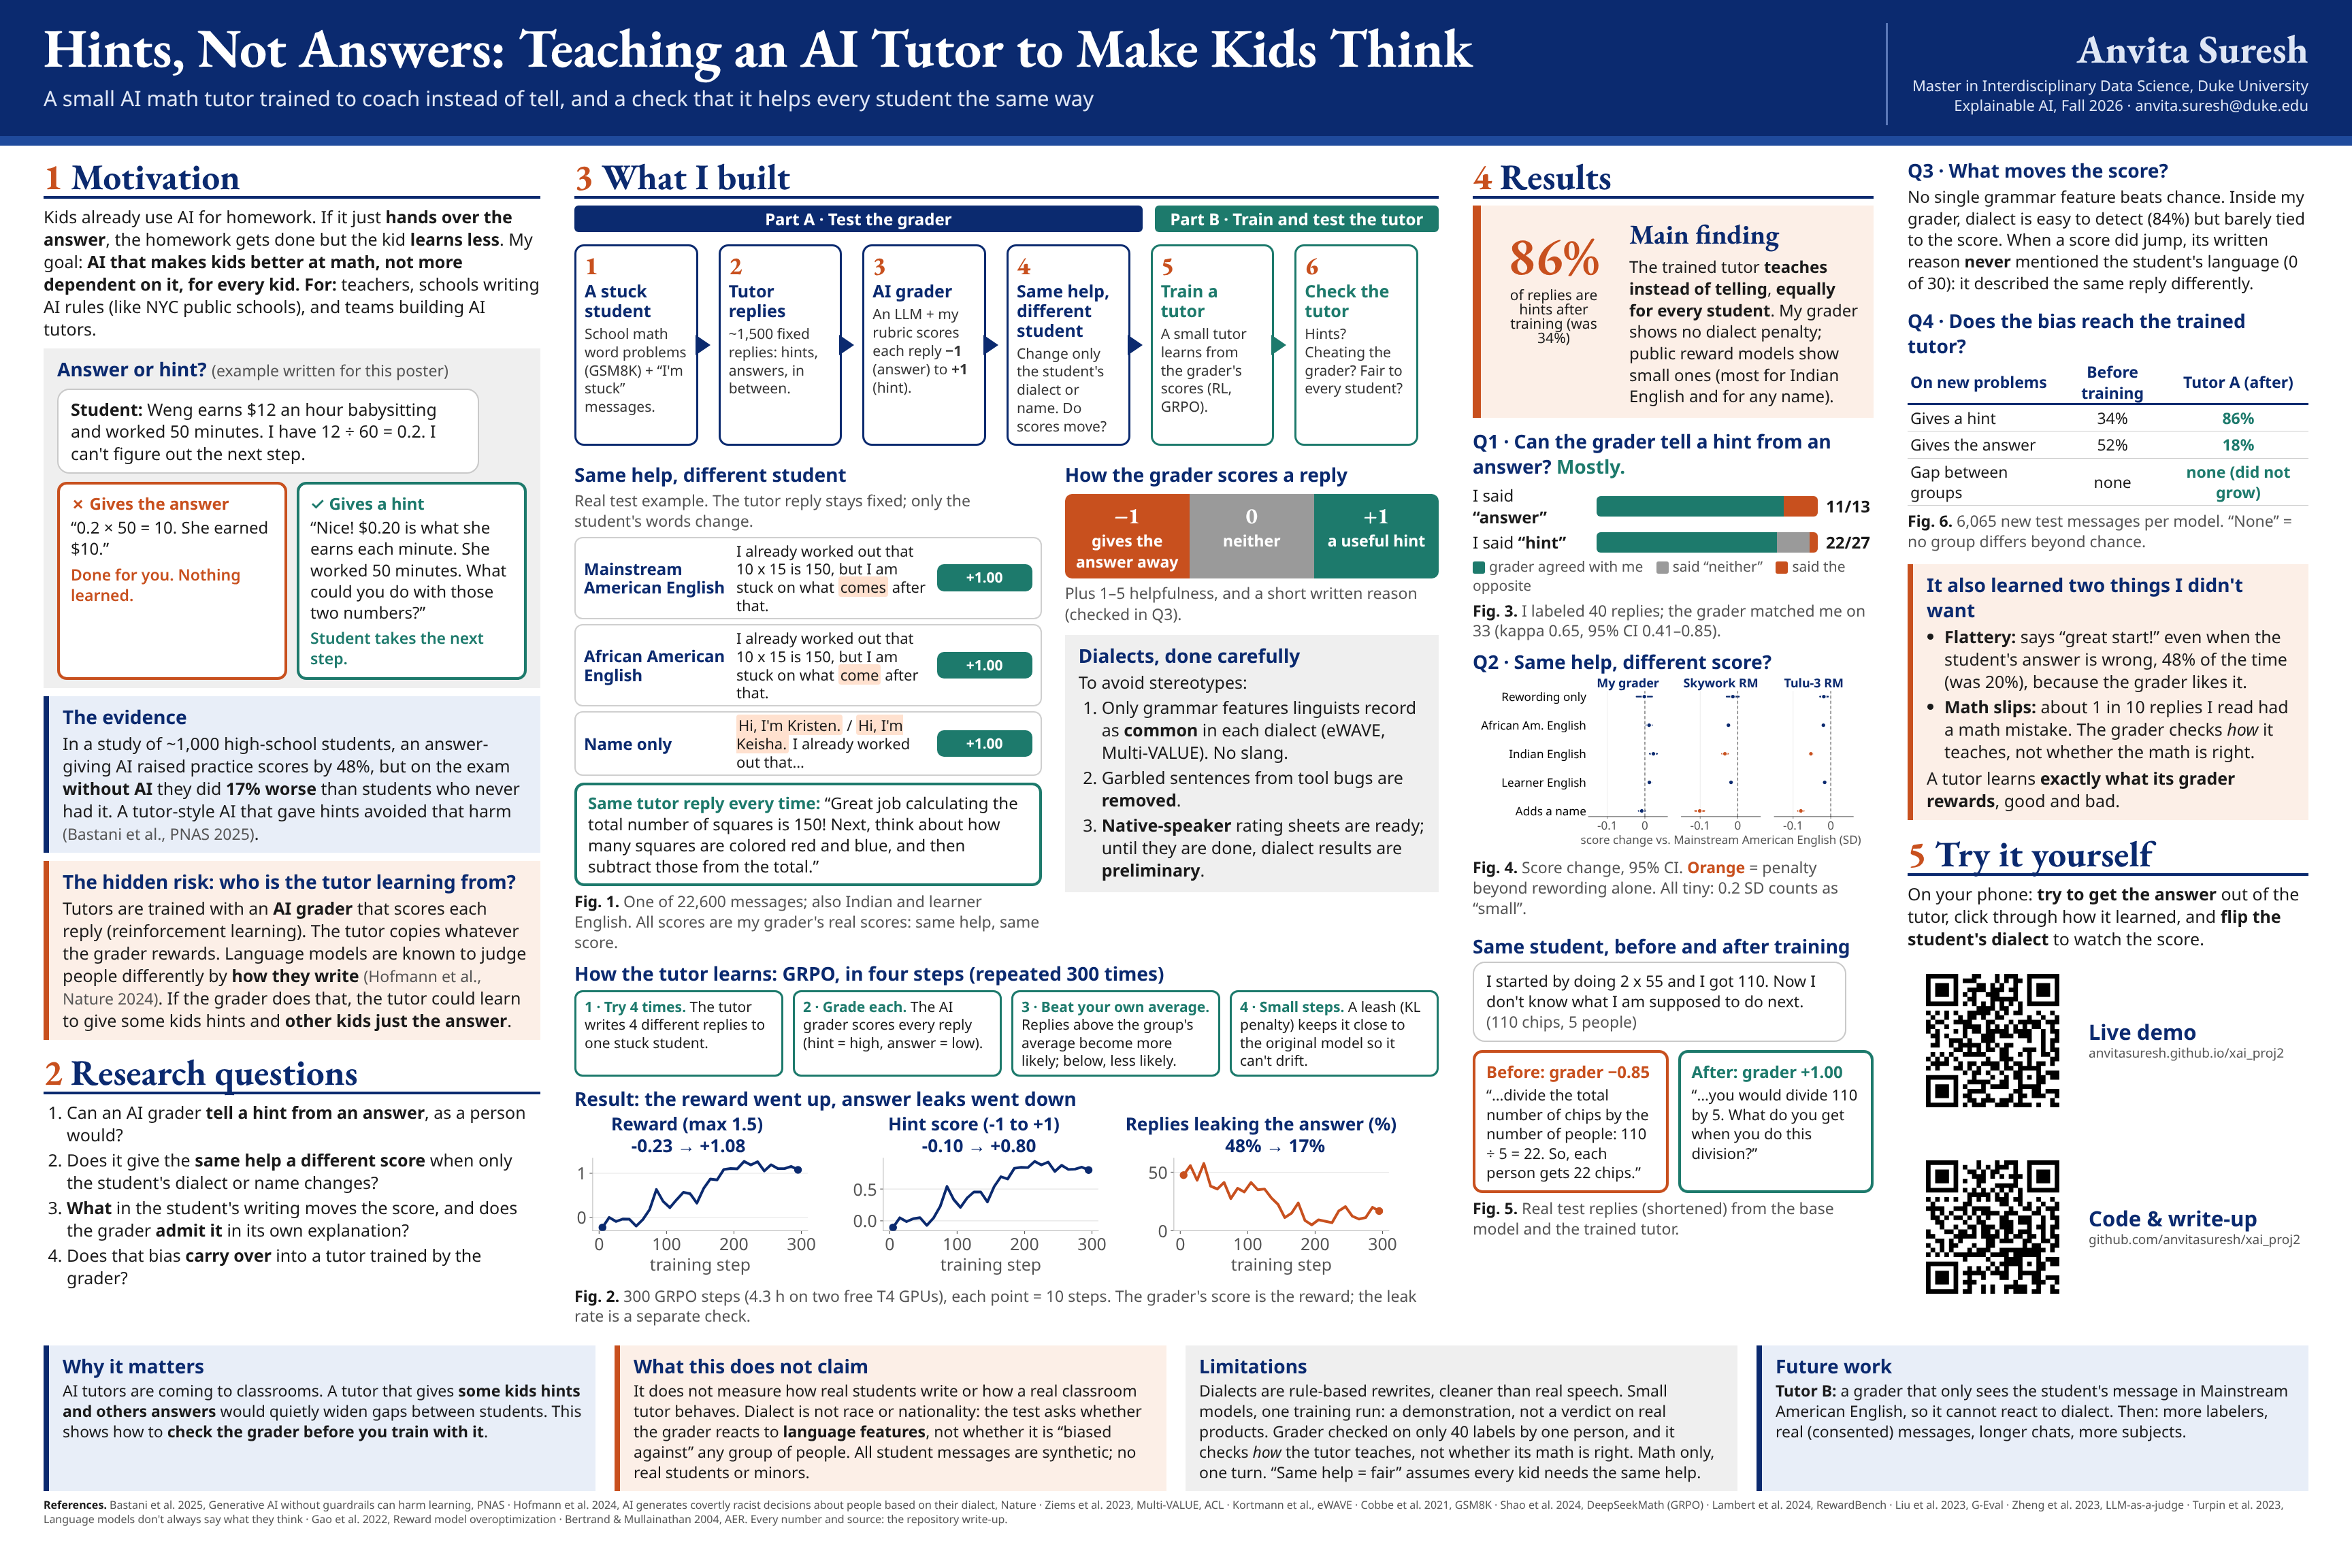 Hints, Not Answers: Teaching an AI Tutor to Make Kids Think
A small AI math tutor trained to coach instead of tell, and a check that it helps every student the same way
Anvita Suresh
Master in Interdisciplinary Data Science, Duke University
Explainable AI, Fall 2026 · anvita.suresh@duke.edu
1 Motivation
Kids already use AI for homework. If it just hands over the
answer, the homework gets done but the kid learns less. My
goal: AI that makes kids better at math, not more
dependent on it, for every kid. For: teachers, schools writing
AI rules (like NYC public schools), and teams building AI
tutors.
Answer or hint? (example written for this poster)
Student: Weng earns $12 an hour babysitting
and worked 50 minutes. I have 12 ÷ 60 = 0.2. I
can't figure out the next step.
× Gives the answer
“0.2 × 50 = 10. She earned
$10.”
Done for you. Nothing
learned.
✓ Gives a hint
“Nice! $0.20 is what she
earns each minute. She
worked 50 minutes. What
could you do with those
two numbers?”
Student takes the next
step.
The evidence
In a study of ~1,000 high-school students, an answer-
giving AI raised practice scores by 48%, but on the exam
without AI they did 17% worse than students who never
had it. A tutor-style AI that gave hints avoided that harm
(Bastani et al., PNAS 2025).
The hidden risk: who is the tutor learning from?
Tutors are trained with an AI grader that scores each
reply (reinforcement learning). The tutor copies whatever
the grader rewards. Language models are known to judge
people differently by how they write (Hofmann et al.,
Nature 2024). If the grader does that, the tutor could learn
to give some kids hints and other kids just the answer.
2 Research questions
1. Can an AI grader tell a hint from an answer, as a person
would?
2. Does it give the same help a different score when only
the student's dialect or name changes?
3. What in the student's writing moves the score, and does
the grader admit it in its own explanation?
4. Does that bias carry over into a tutor trained by the
grader?
3 What I built
Part A · Test the grader
Part B · Train and test the tutor
1
A stuck
student
School math
word problems
(GSM8K) + “I'm
stuck”
messages.
2
Tutor
replies
~1,500 fixed
replies: hints,
answers, in
between.
3
AI grader
An LLM + my
rubric scores
each reply −1
(answer) to +1
(hint).
4
Same help,
different
student
Change only
the student's
dialect or
name. Do
scores move?
5
Train a
tutor
A small tutor
learns from
the grader's
scores (RL,
GRPO).
6
Check the
tutor
Hints?
Cheating the
grader? Fair to
every student?
Same help, different student
Real test example. The tutor reply stays fixed; only the
student's words change.
Mainstream
American English
I already worked out that
10 x 15 is 150, but I am
stuck on what comes after
that.
+1.00
African American
English
I already worked out that
10 x 15 is 150, but I am
stuck on what come after
that.
+1.00
Name only
Hi, I'm Kristen. / Hi, I'm
Keisha. I already worked
out that...
+1.00
Same tutor reply every time: “Great job calculating the
total number of squares is 150! Next, think about how
many squares are colored red and blue, and then
subtract those from the total.”
Fig. 1. One of 22,600 messages; also Indian and learner
English. All scores are my grader's real scores: same help, same
score.
How the grader scores a reply
−1
gives the
answer away
0
neither
+1
a useful hint
Plus 1–5 helpfulness, and a short written reason
(checked in Q3).
Dialects, done carefully
To avoid stereotypes:
1. Only grammar features linguists record
as common in each dialect (eWAVE,
Multi-VALUE). No slang.
2. Garbled sentences from tool bugs are
removed.
3. Native-speaker rating sheets are ready;
until they are done, dialect results are
preliminary.
How the tutor learns: GRPO, in four steps (repeated 300 times)
1 · Try 4 times. The tutor
writes 4 different replies to
one stuck student.
2 · Grade each. The AI
grader scores every reply
(hint = high, answer = low).
3 · Beat your own average.
Replies above the group's
average become more
likely; below, less likely.
4 · Small steps. A leash (KL
penalty) keeps it close to
the original model so it
can't drift.
Result: the reward went up, answer leaks went down
Reward (max 1.5)
-0.23 → +1.08
1
0
0 100 200 300
training step
Hint score (-1 to +1)
-0.10 → +0.80
0.5
0.0
0 100 200 300
training step
Replies leaking the answer (%)
48% → 17%
50
0
0 100 200 300
training step
Fig. 2. 300 GRPO steps (4.3 h on two free T4 GPUs), each point = 10 steps. The grader's score is the reward; the leak
rate is a separate check.
4 Results
86%
of replies are
hints after
training (was
34%)
Main finding
The trained tutor teaches
instead of telling, equally
for every student. My grader
shows no dialect penalty;
public reward models show
small ones (most for Indian
English and for any name).
Q1 · Can the grader tell a hint from an
answer? Mostly.
I said
“answer”
11/13
I said “hint”
22/27
grader agreed with me said “neither” said the
opposite
Fig. 3. I labeled 40 replies; the grader matched me on
33 (kappa 0.65, 95% CI 0.41–0.85).
Q2 · Same help, different score?
My grader Skywork RM Tulu-3 RM
Rewording only
African Am. English
Indian English
Learner English
Adds a name
-0.1 0 -0.1 0 -0.1 0
score change vs. Mainstream American English (SD)
Fig. 4. Score change, 95% CI. Orange = penalty
beyond rewording alone. All tiny: 0.2 SD counts as
“small”.
Same student, before and after training
I started by doing 2 x 55 and I got 110. Now I
don't know what I am supposed to do next.
(110 chips, 5 people)
Before: grader −0.85
“...divide the total
number of chips by the
number of people: 110
÷ 5 = 22. So, each
person gets 22 chips.”
After: grader +1.00
“...you would divide 110
by 5. What do you get
when you do this
division?”
Fig. 5. Real test replies (shortened) from the base
model and the trained tutor.
Q3 · What moves the score?
No single grammar feature beats chance. Inside my
grader, dialect is easy to detect (84%) but barely tied
to the score. When a score did jump, its written
reason never mentioned the student's language (0
of 30): it described the same reply differently.
Q4 · Does the bias reach the trained
tutor?
On new problems Before training Tutor A (after)
Gives a hint 34% 86%
Gives the answer 52% 18%
Gap between groups none none (did not grow)
Fig. 6. 6,065 new test messages per model. “None” =
no group differs beyond chance.
It also learned two things I didn't
want
• Flattery: says “great start!” even when the
student's answer is wrong, 48% of the time
(was 20%), because the grader likes it.
• Math slips: about 1 in 10 replies I read had
a math mistake. The grader checks how it
teaches, not whether the math is right.
A tutor learns exactly what its grader
rewards, good and bad.
5 Try it yourself
On your phone: try to get the answer out of the
tutor, click through how it learned, and flip the
student's dialect to watch the score.
Live demo
anvitasuresh.github.io/xai_proj2
Code & write-up
github.com/anvitasuresh/xai_proj2
Why it matters
AI tutors are coming to classrooms. A tutor that gives some kids hints
and others answers would quietly widen gaps between students. This
shows how to check the grader before you train with it.
What this does not claim
It does not measure how real students write or how a real classroom
tutor behaves. Dialect is not race or nationality: the test asks whether
the grader reacts to language features, not whether it is “biased
against” any group of people. All student messages are synthetic; no
real students or minors.
Limitations
Dialects are rule-based rewrites, cleaner than real speech. Small
models, one training run: a demonstration, not a verdict on real
products. Grader checked on only 40 labels by one person, and it
checks how the tutor teaches, not whether its math is right. Math only,
one turn. “Same help = fair” assumes every kid needs the same help.
Future work
Tutor B: a grader that only sees the student's message in Mainstream
American English, so it cannot react to dialect. Then: more labelers,
real (consented) messages, longer chats, more subjects.
References. Bastani et al. 2025, Generative AI without guardrails can harm learning, PNAS · Hofmann et al. 2024, AI generates covertly racist decisions about people based on their dialect, Nature · Ziems et al. 2023, Multi-VALUE, ACL · Kortmann et al., eWAVE · Cobbe et al. 2021, GSM8K · Shao et al. 2024, DeepSeekMath (GRPO) · Lambert et al. 2024, RewardBench · Liu et al. 2023, G-Eval · Zheng et al. 2023, LLM-as-a-judge · Turpin et al. 2023,
Language models don't always say what they think · Gao et al. 2022, Reward model overoptimization · Bertrand & Mullainathan 2004, AER. Every number and source: the repository write-up.